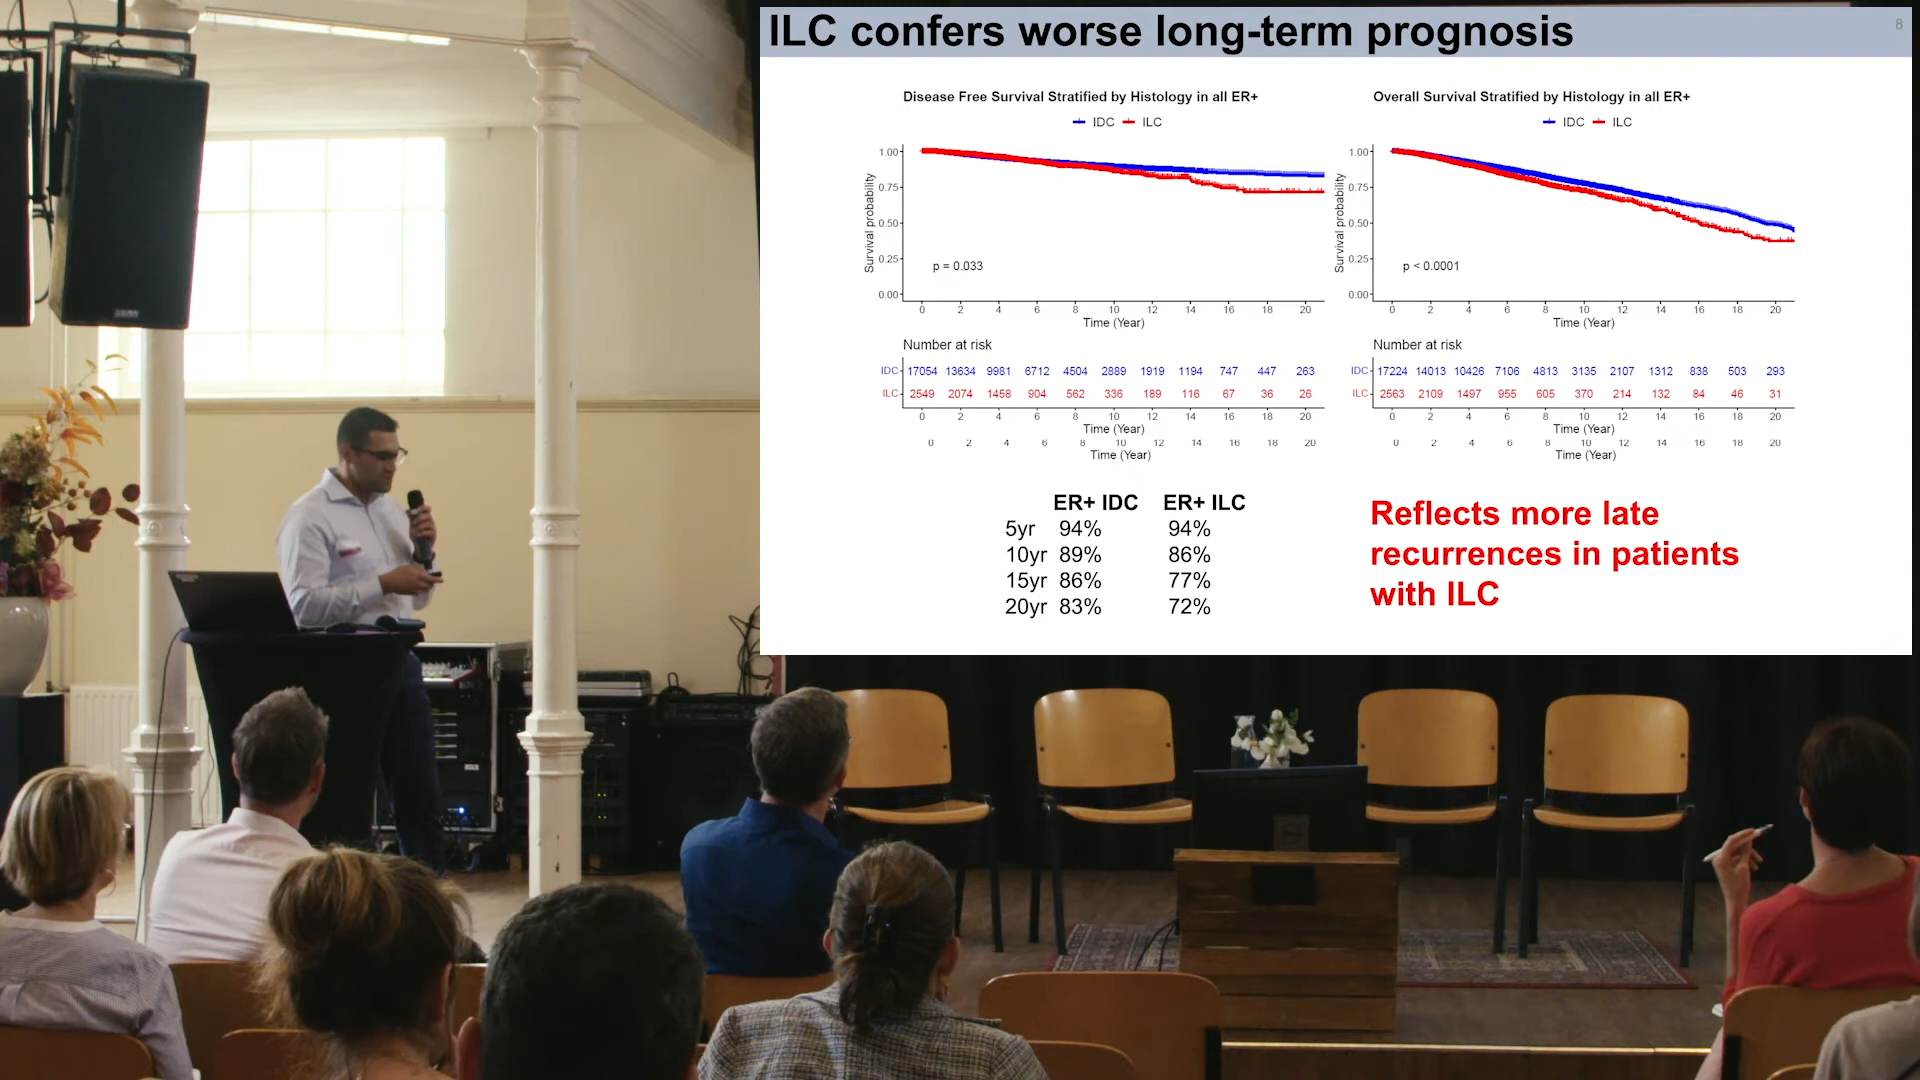 ILC confers worse long-term prognosis
8
Disease Free Survival Stratified by Histology in all ER+
IDC ILC
Survival probability
1.00
0.75
0.50
0.25
0.00
p = 0.033
0 2 4 6 8 10 12 14 16 18 20
Time (Year)
Number at risk
IDC 17054 13634 9981 6712 4504 2889 1919 1194 747 447 263
ILC 2549 2074 1458 904 562 336 189 116 67 36 26
0 2 4 6 8 10 12 14 16 18 20
Time (Year)
0 2 4 6 8 10 12 14 16 18 20
Time (Year)
Overall Survival Stratified by Histology in all ER+
IDC ILC
Survival probability
1.00
0.75
0.50
0.25
0.00
p < 0.0001
0 2 4 6 8 10 12 14 16 18 20
Time (Year)
Number at risk
IDC 17224 14013 10426 7106 4813 3135 2107 1312 838 503 293
ILC 2563 2109 1497 955 605 370 214 132 84 46 31
0 2 4 6 8 10 12 14 16 18 20
Time (Year)
0 2 4 6 8 10 12 14 16 18 20
Time (Year)
ER+ IDC ER+ ILC
5yr 94% 94%
10yr 89% 86%
15yr 86% 77%
20yr 83% 72%
Reflects more late
recurrences in patients
with ILC